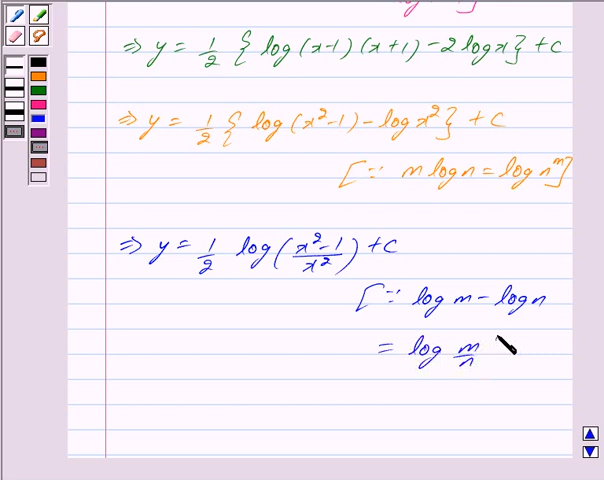 ⇒ y = 1/2 { log (x-1) (x+1) - 2 log x } + c
⇒ y = 1/2 { log (x²-1) - log x² } + c
[∵ m log n = log nᵐ]
⇒ y = 1/2 log ( x²-1 / x² ) + c
[∵ log m - log n
= log m/n